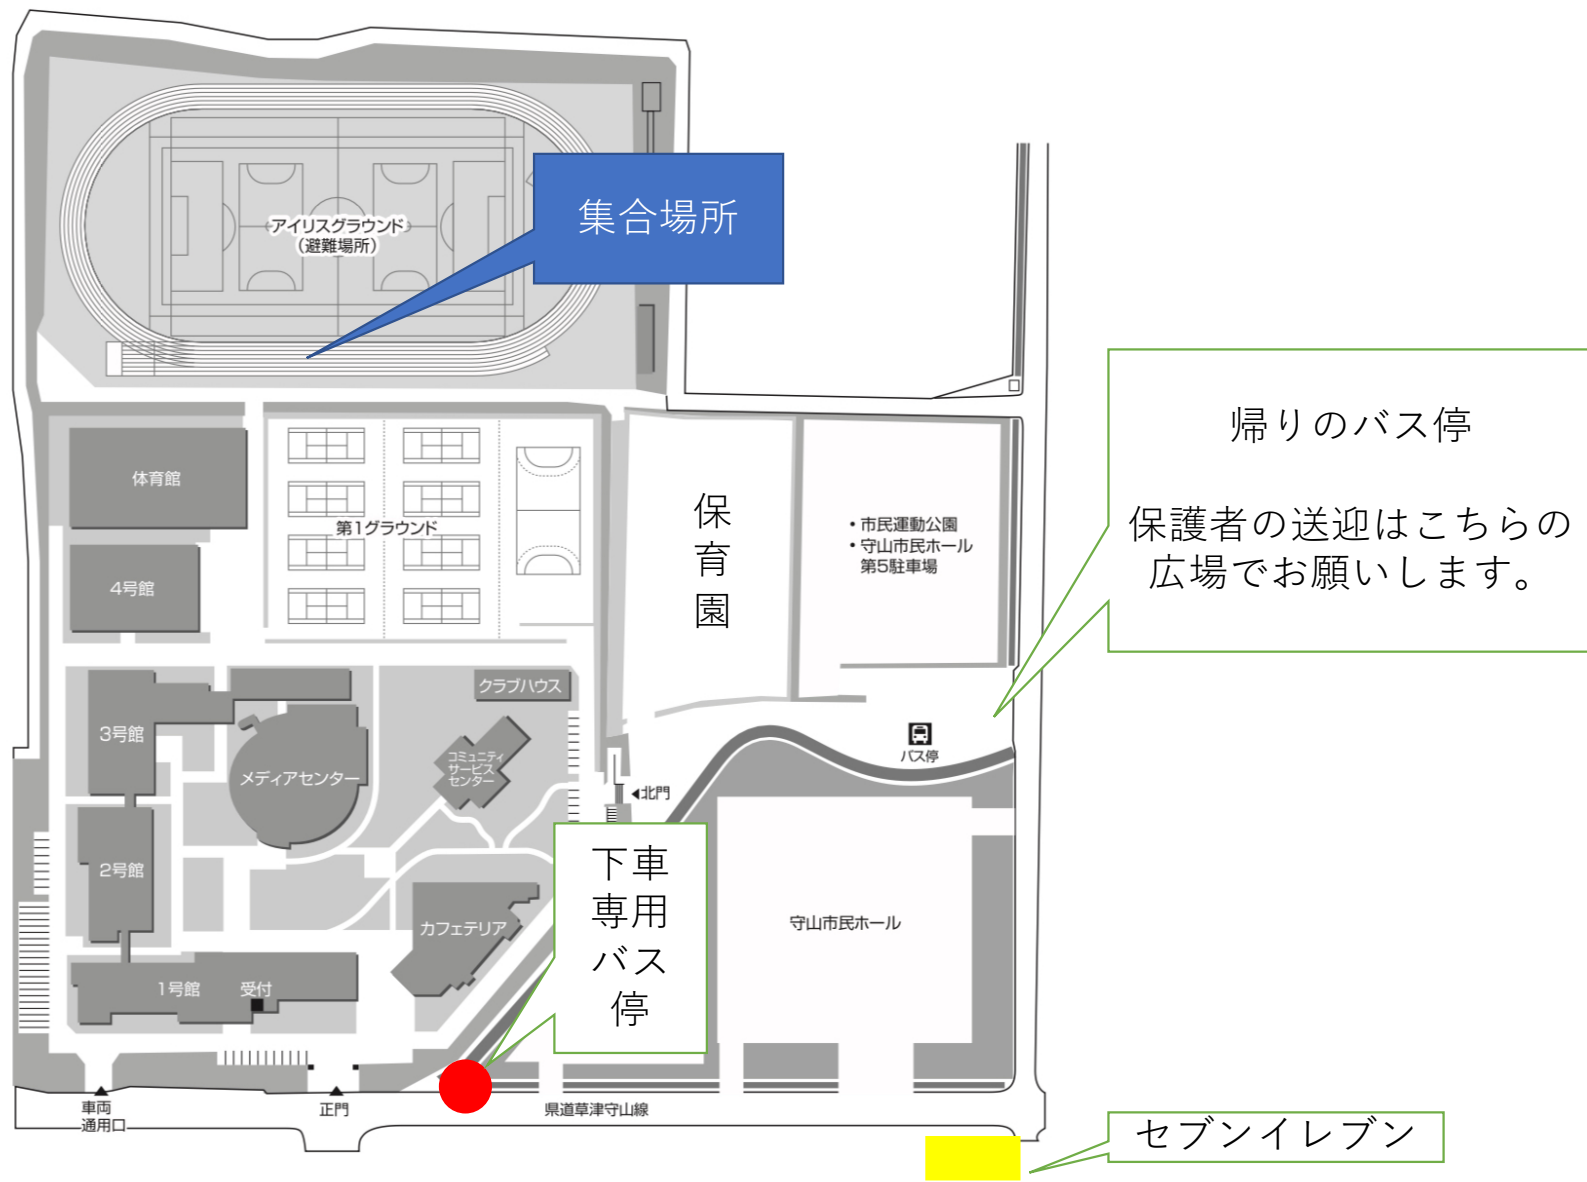 集合場所
アイリスグラウンド
（避難場所）
帰りのバス停
保護者の送迎はこちらの
広場でお願いします。
体育館
第1グラウンド
保
育
園
・市民運動公園
・守山市民ホール
第5駐車場
4号館
クラブハウス
3号館
メディアセンター
コミュニティ
サービス
センター
バス停
◀北門
下車
専用
バス
停
2号館
カフェテリア
守山市民ホール
1号館
受付
車両
通用口
正門
県道草津守山線
セブンイレブン